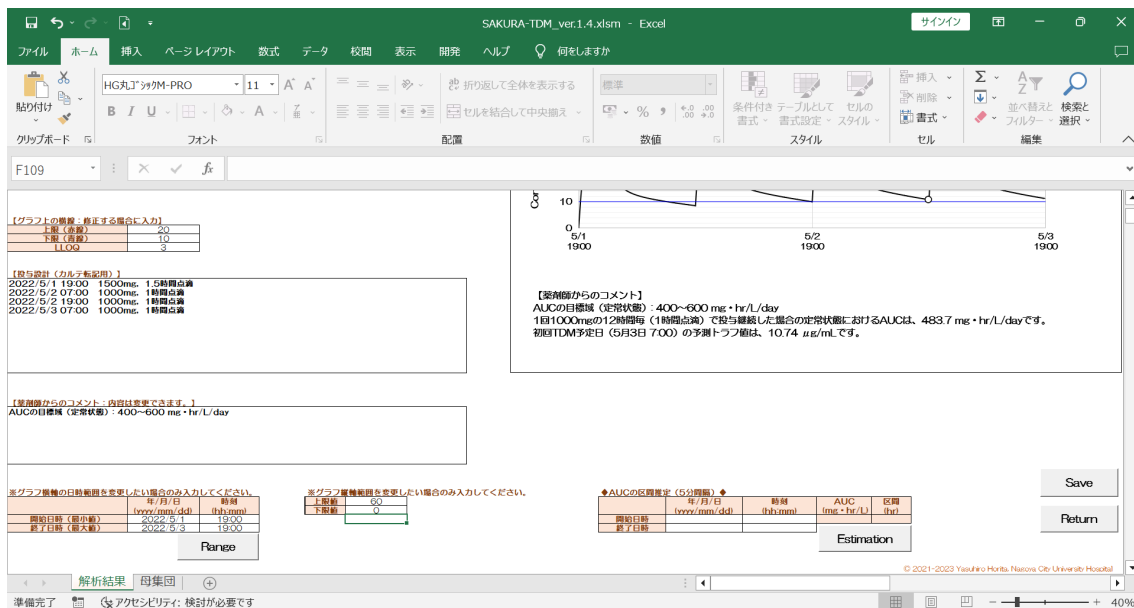 SAKURA-TDM_ver.1.4.xlsm - Excel
サインイン
ファイル ホーム 挿入 ページ レイアウト 数式 データ 校閲 表示 開発 ヘルプ 何をしますか
貼り付け
HG丸ゴシックM-PRO 11
B I U
折り返して全体を表示する
セルを結合して中央揃え
標準
条件付き書式
テーブルとして書式設定
セルのスタイル
挿入
削除
書式
並べ替えとフィルター
検索と選択
クリップボード フォント 配置 数値 スタイル セル 編集
F109
fx
【グラフ上の横線:修正する場合に入力】
上限(赤線) 20
下限(青線) 10
LLOQ 3
10
0
5/1 5/2 5/3
19:00 19:00 19:00
【投与設計(カルテ転記用)】
2022/5/1 19:00 1500mg, 1.5時間点滴
2022/5/2 07:00 1000mg, 1時間点滴
2022/5/2 19:00 1000mg, 1時間点滴
2022/5/3 07:00 1000mg, 1時間点滴
【薬剤師からのコメント】
AUCの目標域(定常状態):400~600 mg・hr/L/day
1回1000mgの12時間毎(1時間点滴)で投与継続した場合の定常状態におけるAUCは、483.7 mg・hr/L/dayです。
初回TDM予定日(5月3日 7:00)の予測トラフ値は、10.74 μg/mLです。
【薬剤師からのコメント:内容は変更できます。】
AUCの目標域(定常状態):400~600 mg・hr/L/day
※グラフ横軸の日時範囲を変更したい場合のみ入力してください。
年/月/日 時刻
(yyyy/mm/dd) (hh:mm)
開始日時(最小値) 2022/5/1 19:00
終了日時(最大値) 2022/5/3 19:00
Range
※グラフ縦軸範囲を変更したい場合のみ入力してください。
上限値 60
下限値 0
◆AUCの区間推定(5分間隔)◆
年/月/日 時刻 AUC 区間
(yyyy/mm/dd) (hh:mm) (mg・hr/L) (hr)
開始日時
終了日時
Estimation
Save
Return
© 2021-2023 Yasuhiro Horita, Nagoya City University Hospital
解析結果 母集団
準備完了 アクセシビリティ: 検討が必要です 40%